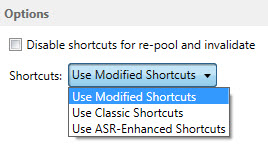 Options
Disable shortcuts for re-pool and invalidate
Shortcuts: Use Modified Shortcuts
Use Modified Shortcuts
Use Classic Shortcuts
Use ASR-Enhanced Shortcuts